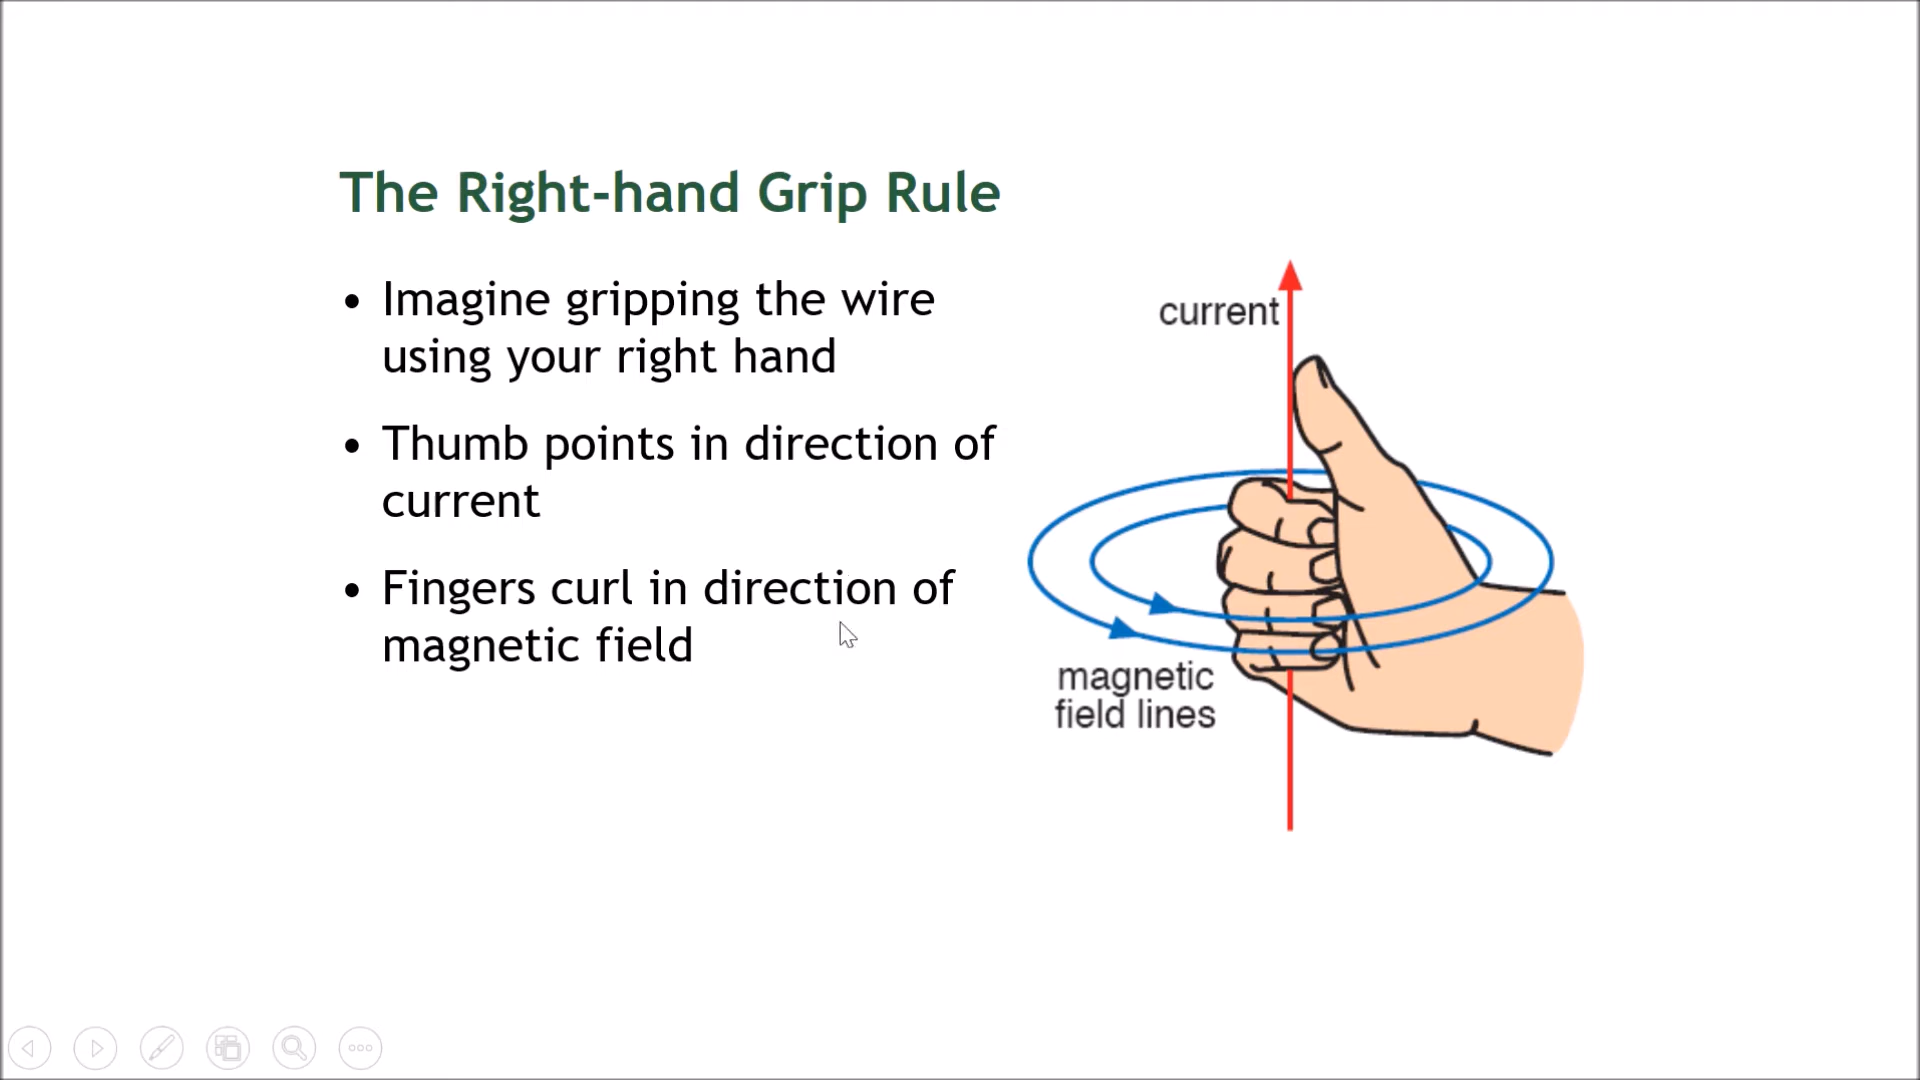 The Right-hand Grip Rule
• Imagine gripping the wire
using your right hand
• Thumb points in direction of
current
• Fingers curl in direction of
magnetic field
current
magnetic
field lines